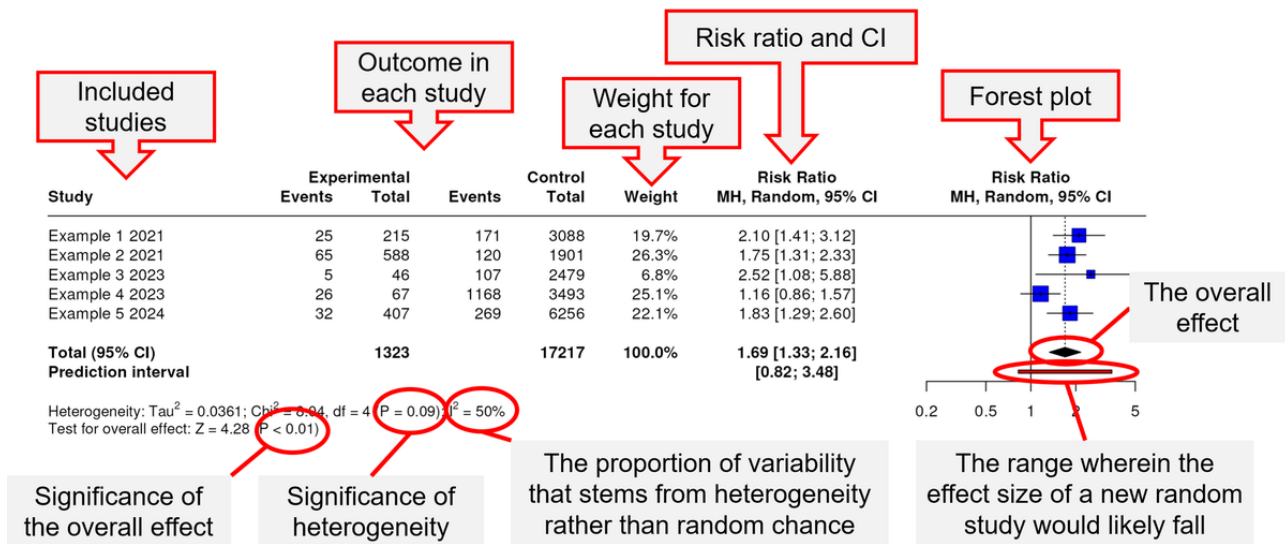 Risk ratio and CI
Outcome in
each study
Included
studies
Weight for
each study
Forest plot
Experimental Control Risk Ratio Risk Ratio
Study Events Total Events Total Weight MH, Random, 95% CI MH, Random, 95% CI
Example 1 2021 25 215 171 3088 19.7% 2.10 [1.41; 3.12]
Example 2 2021 65 588 120 1901 26.3% 1.75 [1.31; 2.33]
Example 3 2023 5 46 107 2479 6.8% 2.52 [1.08; 5.88]
Example 4 2023 26 67 1168 3493 25.1% 1.16 [0.86; 1.57]
Example 5 2024 32 407 269 6256 22.1% 1.83 [1.29; 2.60]
The overall
effect
Total (95% CI) 1323 17217 100.0% 1.69 [1.33; 2.16]
Prediction interval [0.82; 3.48]
Heterogeneity: Tau² = 0.0361; Chi² = 8.04, df = 4 (P = 0.09); I² = 50%
Test for overall effect: Z = 4.28 (P < 0.01)
0.2 0.5 1 2 5
Significance of
the overall effect
Significance of
heterogeneity
The proportion of variability
that stems from heterogeneity
rather than random chance
The range wherein the
effect size of a new random
study would likely fall